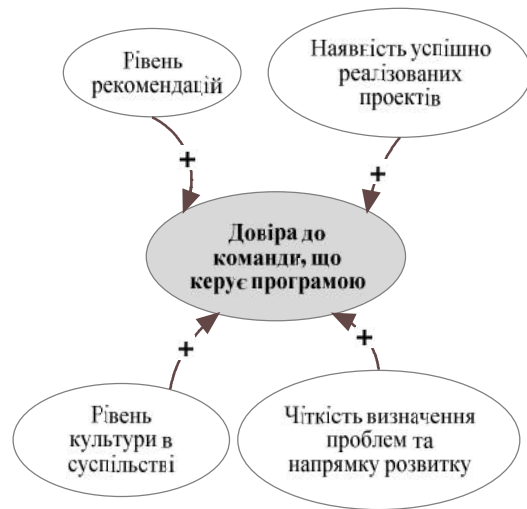 Рівень
рекомендацій
Наявність успішно
реалізованих
проектів
+
+
Довіра до
команди, що
керує програмою
+
+
Рівень
культури в
суспільстві
Чіткість визначення
проблем та
напрямку розвитку